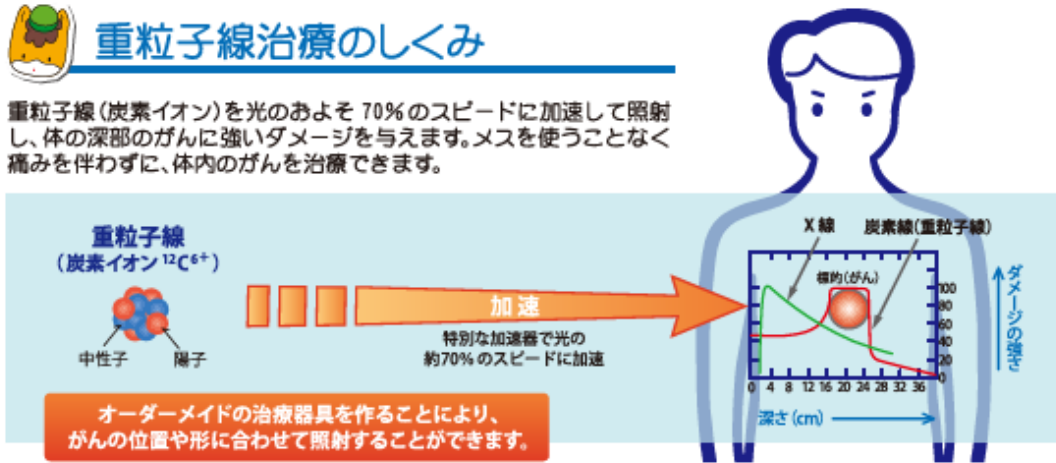 重粒子線治療のしくみ
重粒子線（炭素イオン）を光のおよそ 70% のスピードに加速して照射
し、体の深部のがんに強いダメージを与えます。メスを使うことなく
痛みを伴わずに、体内のがんを治療できます。
重粒子線
（炭素イオン ¹²C⁶⁺）
中性子
陽子
加速
特別な加速器で光の
約70% のスピードに加速
オーダーメイドの治療器具を作ることにより、
がんの位置や形に合わせて照射することができます。
X 線
炭素線（重粒子線）
標的（がん）
100
80
60
40
20
0
0 4 8 12 16 20 24 28 32 36
深さ（cm）
ダメージの強さ